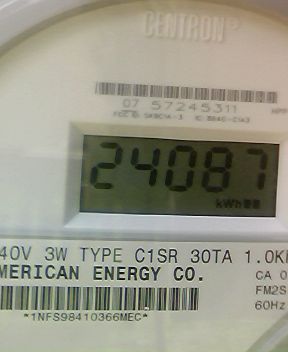 CENTRON®
07 57245311
24087
kWh
40V 3W TYPE C1SR 30TA 1.0K
MERICAN ENERGY CO.
CA 0
FM2S
60Hz
*1NFS98410366MEC*